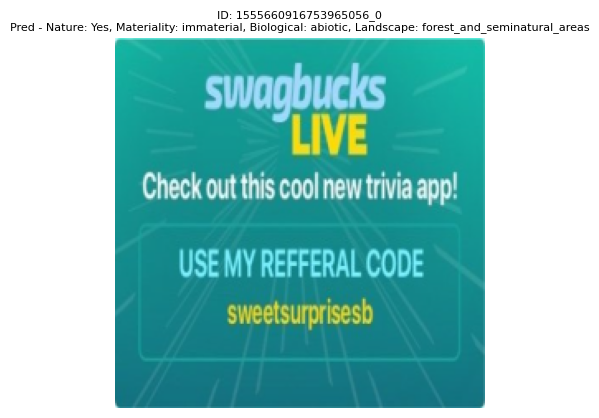 ID: 1555660916753965056_0
Pred - Nature: Yes, Materiality: immaterial, Biological: abiotic, Landscape: forest_and_seminatural_areas
swagbucks
LIVE
Check out this cool new trivia app!
USE MY REFFERAL CODE
sweetsurprisesb